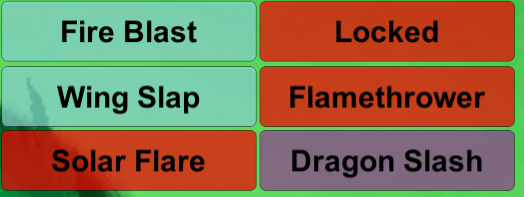 Fire Blast
Locked
Wing Slap
Flamethrower
Solar Flare
Dragon Slash